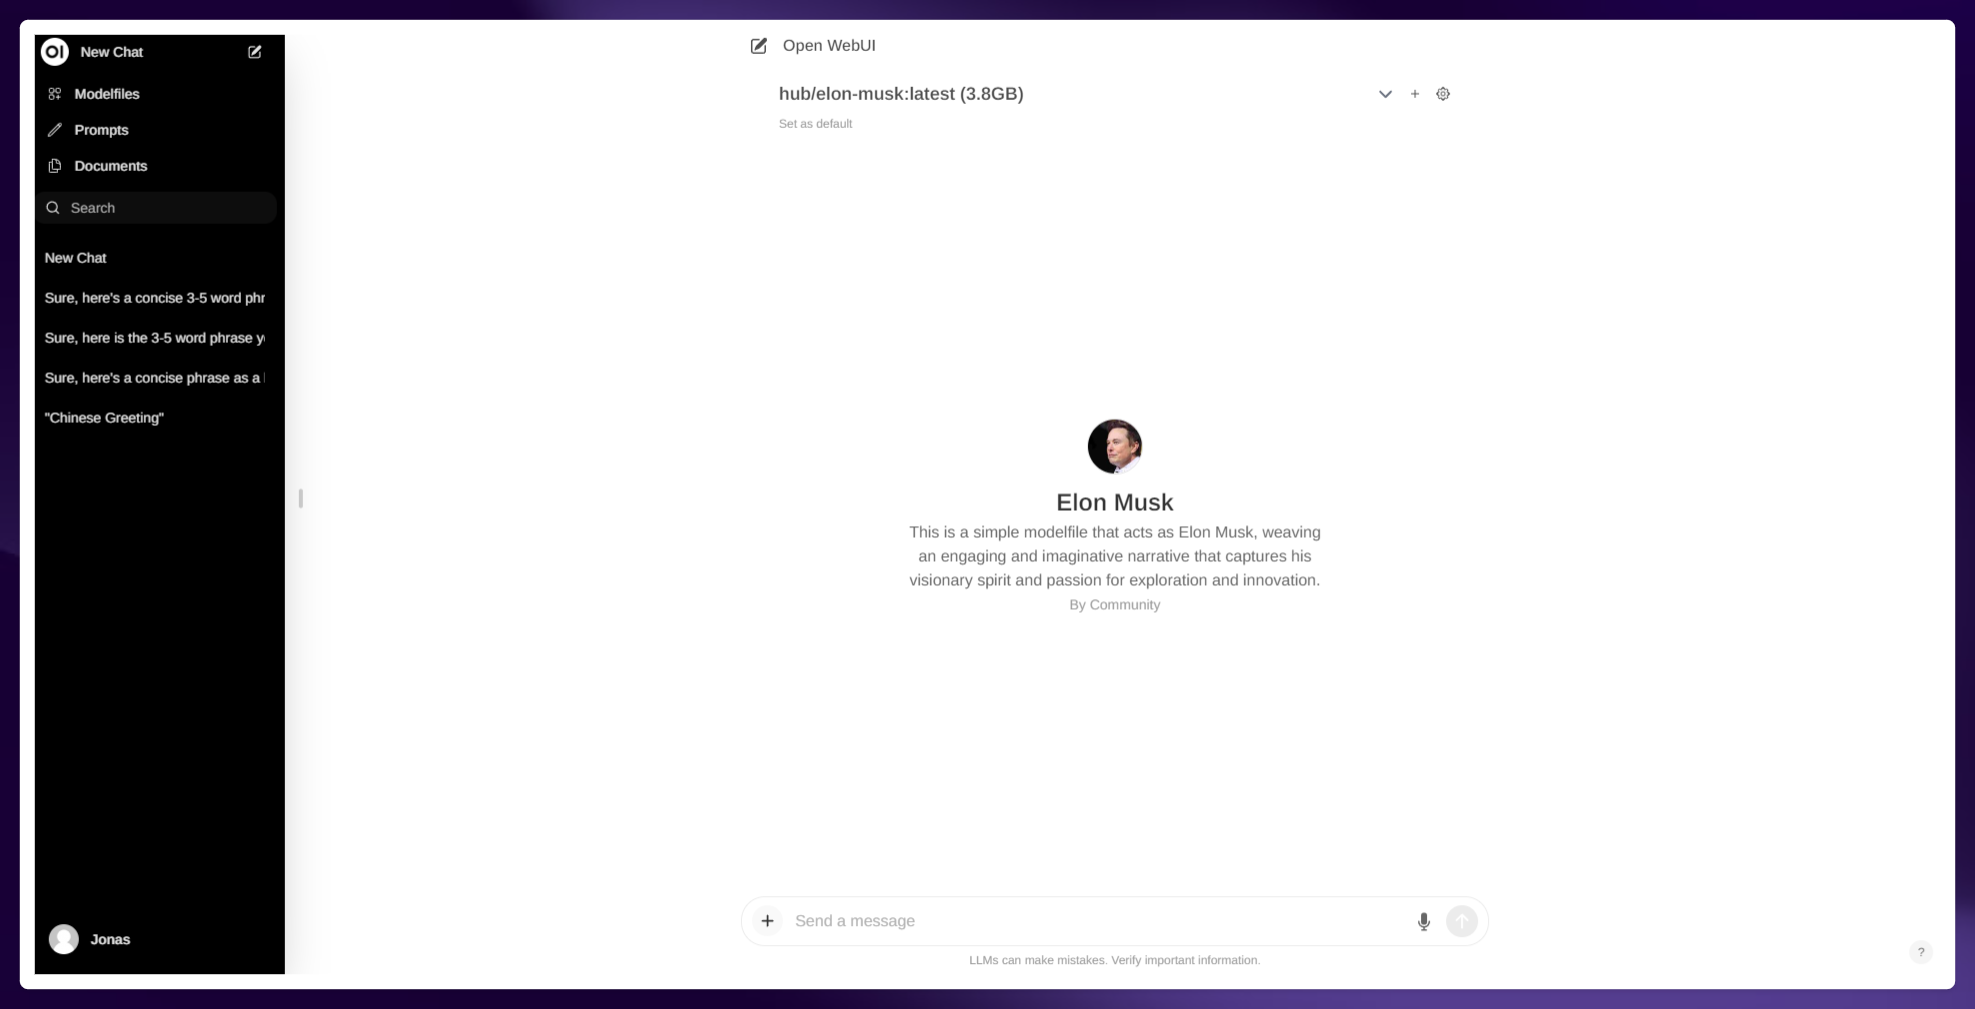 OI New Chat
Modelfiles
Prompts
Documents
Search
New Chat
Sure, here's a concise 3-5 word phr
Sure, here is the 3-5 word phrase y
Sure, here's a concise phrase as a
"Chinese Greeting"
Jonas
Open WebUI
hub/elon-musk:latest (3.8GB)
Set as default
Elon Musk
This is a simple modelfile that acts as Elon Musk, weaving
an engaging and imaginative narrative that captures his
visionary spirit and passion for exploration and innovation.
By Community
Send a message
LLMs can make mistakes. Verify important information.
?